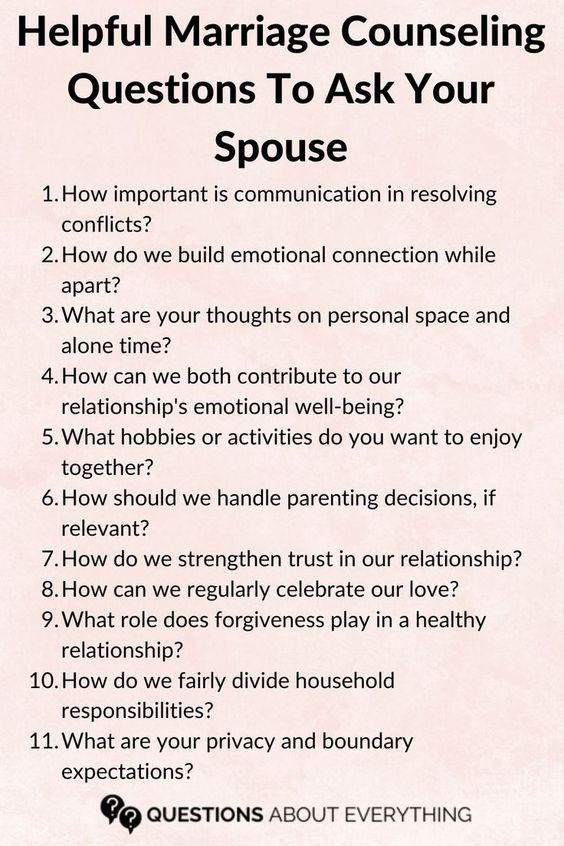 Helpful Marriage Counseling
Questions To Ask Your
Spouse
1. How important is communication in resolving
conflicts?
2. How do we build emotional connection while
apart?
3. What are your thoughts on personal space and
alone time?
4. How can we both contribute to our
relationship's emotional well-being?
5. What hobbies or activities do you want to enjoy
together?
6. How should we handle parenting decisions, if
relevant?
7. How do we strengthen trust in our relationship?
8. How can we regularly celebrate our love?
9. What role does forgiveness play in a healthy
relationship?
10. How do we fairly divide household
responsibilities?
11. What are your privacy and boundary
expectations?
?? QUESTIONS ABOUT EVERYTHING